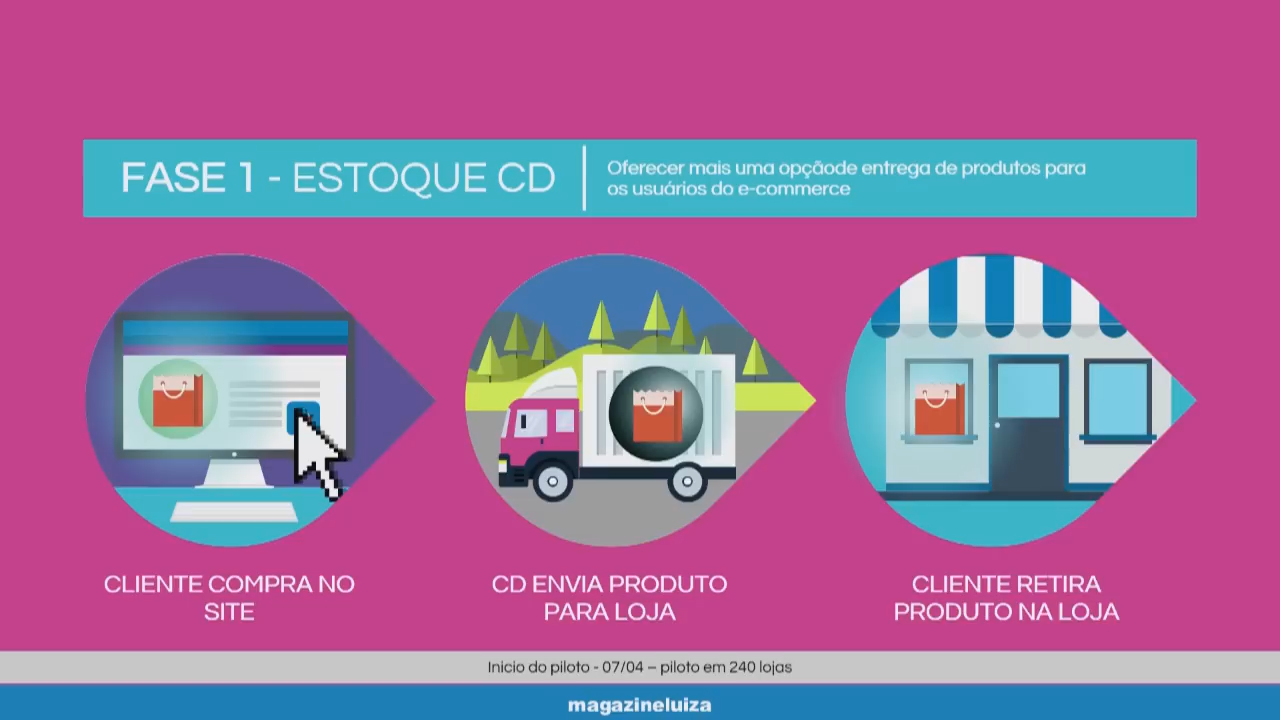 FASE 1 - ESTOQUE CD
Oferecer mais uma opçãode entrega de produtos para
os usuários do e-commerce
CLIENTE COMPRA NO
SITE
CD ENVIA PRODUTO
PARA LOJA
CLIENTE RETIRA
PRODUTO NA LOJA
Inicio do piloto - 07/04 – piloto em 240 lojas
magazineluiza